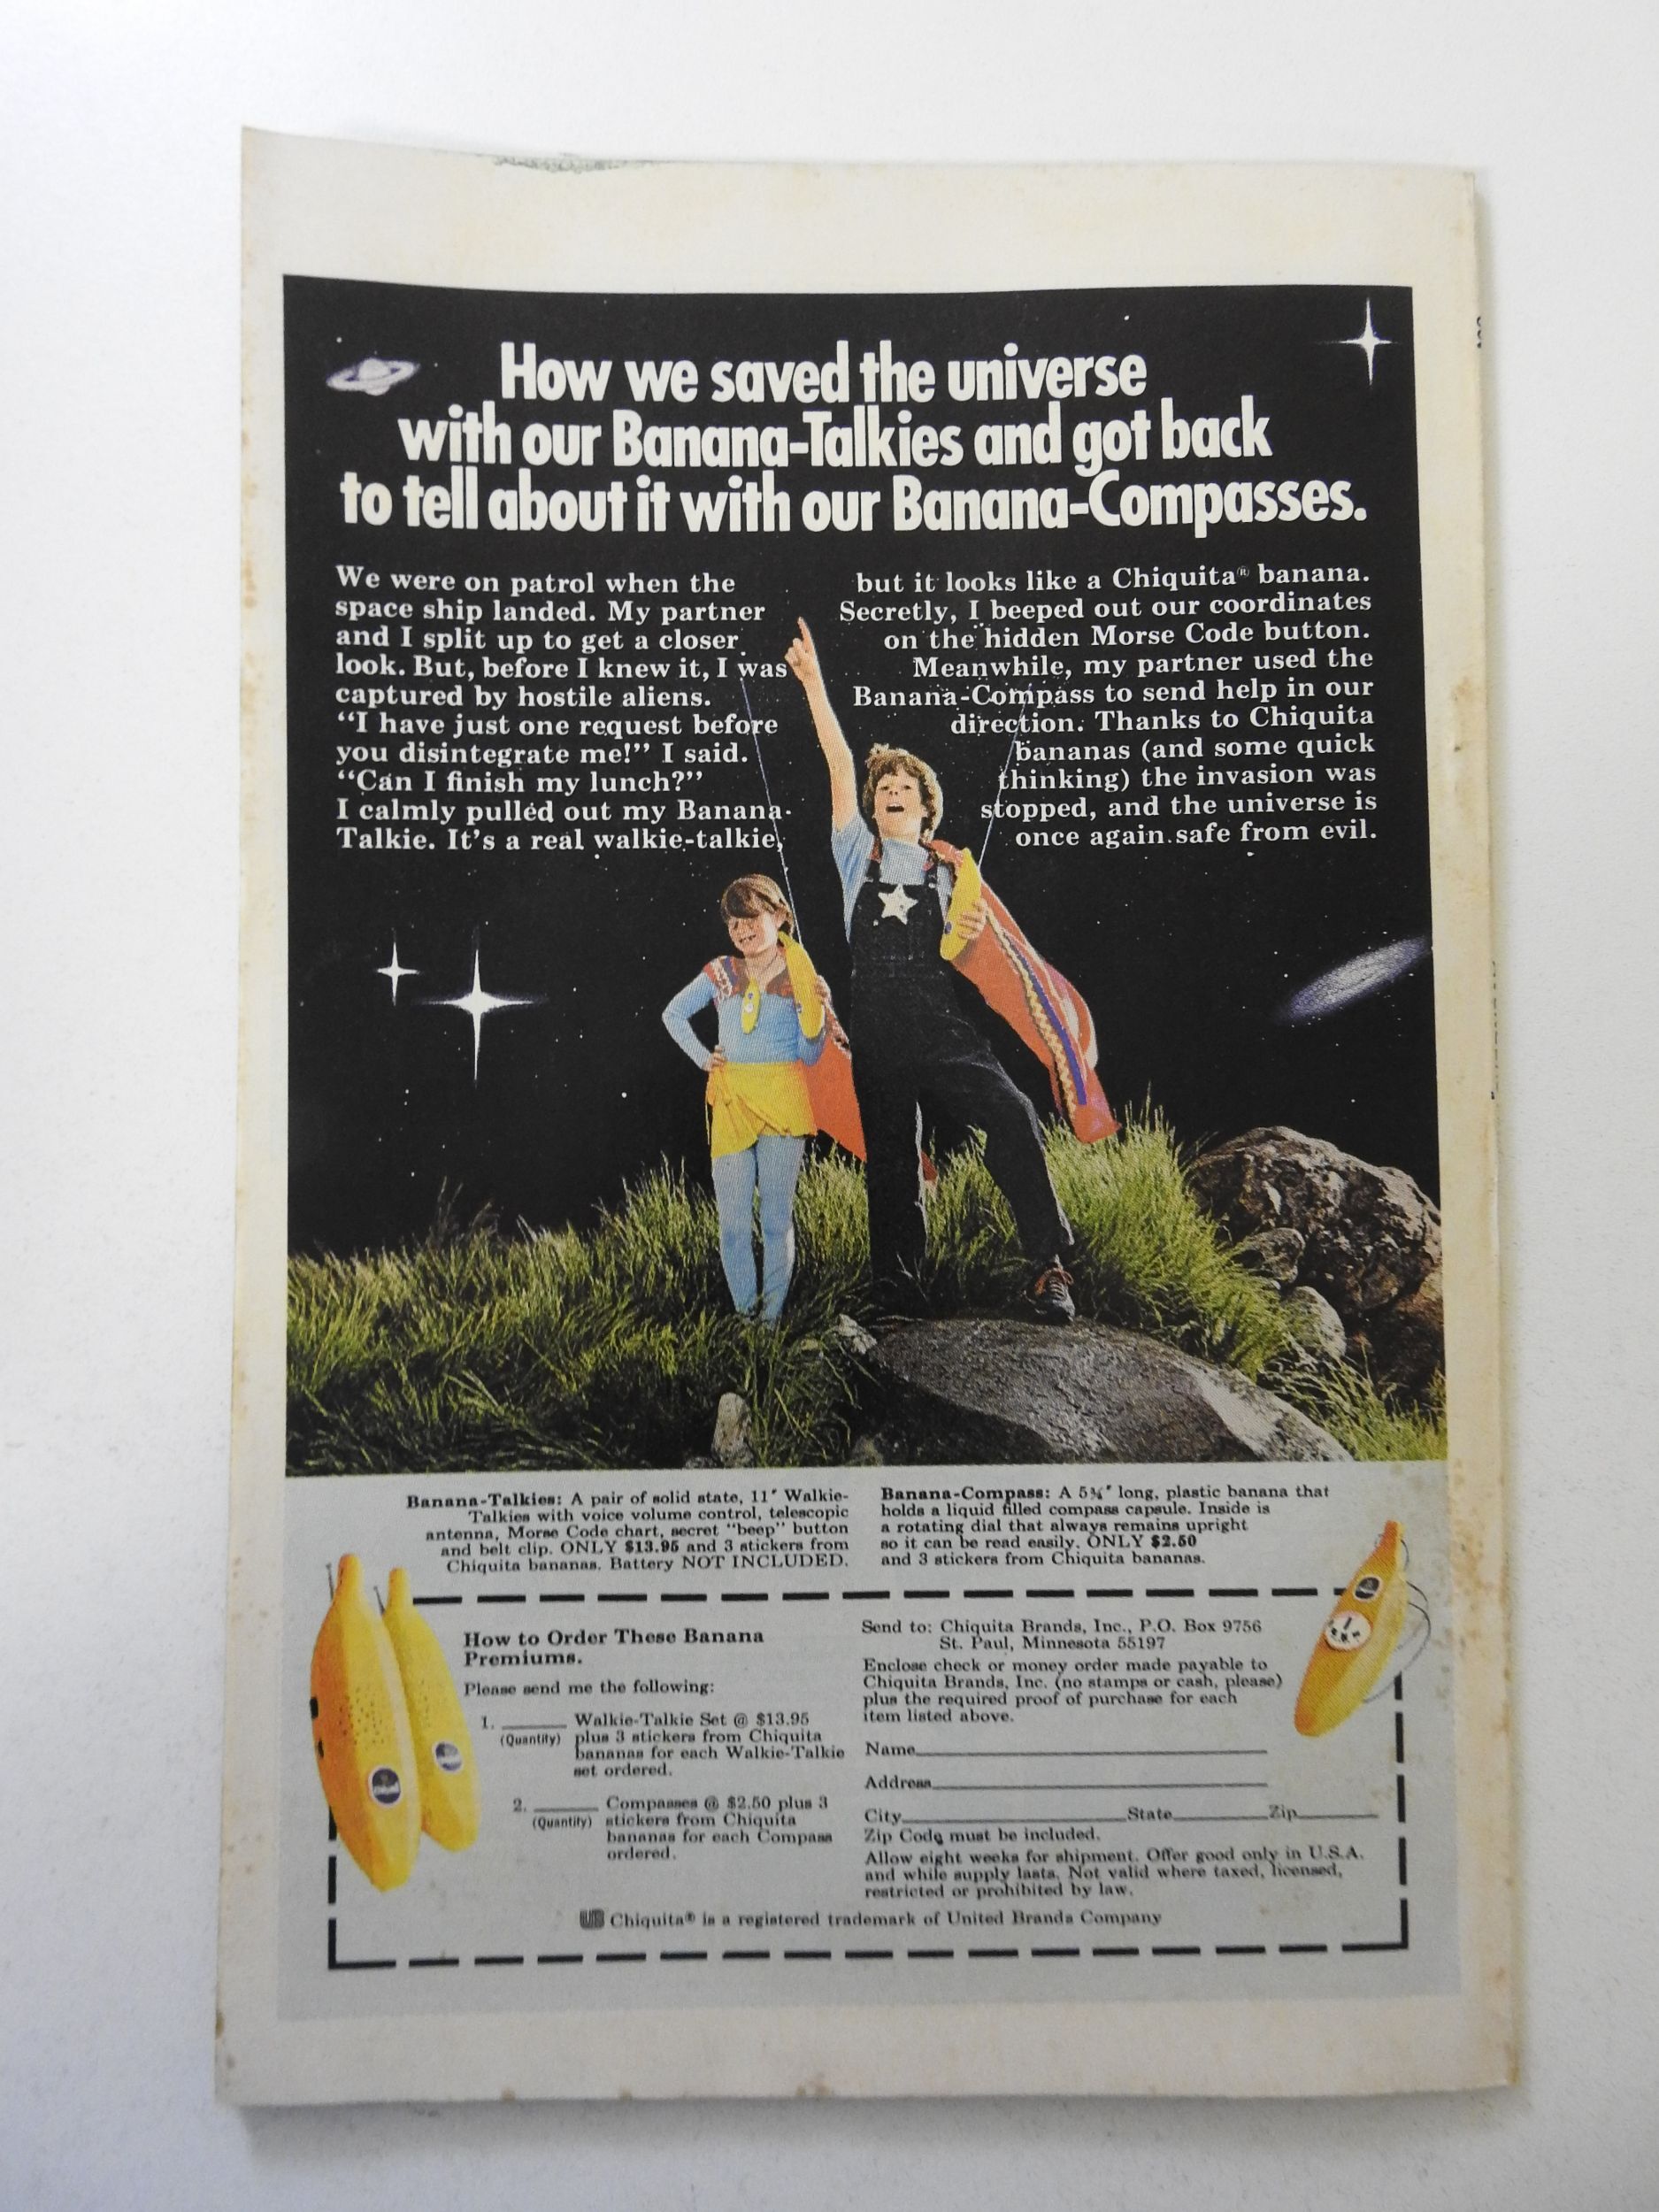 How we saved the universe
with our Banana-Talkies and got back
to tell about it with our Banana-Compasses.
We were on patrol when the
space ship landed. My partner
and I split up to get a closer
look. But, before I knew it, I was
captured by hostile aliens.
"I have just one request before
you disintegrate me!" I said.
"Can I finish my lunch?"
I calmly pulled out my Banana-
Talkie. It's a real walkie-talkie,
but it looks like a Chiquita® banana.
Secretly, I beeped out our coordinates
on the hidden Morse Code button.
Meanwhile, my partner used the
Banana-Compass to send help in our
direction. Thanks to Chiquita
bananas (and some quick
thinking) the invasion was
stopped, and the universe is
once again safe from evil.
Banana-Talkies: A pair of solid state, 11" Walkie-
Talkies with voice volume control, telescopic
antenna, Morse Code chart, secret "beep" button
and belt clip. ONLY $13.95 and 3 stickers from
Chiquita bananas. Battery NOT INCLUDED.
Banana-Compass: A 5¾" long, plastic banana that
holds a liquid filled compass capsule. Inside is
a rotating dial that always remains upright
so it can be read easily. ONLY $2.50
and 3 stickers from Chiquita bananas.
How to Order These Banana
Premiums.
Please send me the following:
1. ______ Walkie-Talkie Set @ $13.95
(Quantity) plus 3 stickers from Chiquita
bananas for each Walkie-Talkie
set ordered.
2. ______ Compasses @ $2.50 plus 3
(Quantity) stickers from Chiquita
bananas for each Compass
ordered.
Send to: Chiquita Brands, Inc., P.O. Box 9756
St. Paul, Minnesota 55197
Enclose check or money order made payable to
Chiquita Brands, Inc. (no stamps or cash, please)
plus the required proof of purchase for each
item listed above.
Name
Address
City State Zip
Zip Code must be included.
Allow eight weeks for shipment. Offer good only in U.S.A.
and while supply lasts. Not valid where taxed, licensed,
restricted or prohibited by law.
UB Chiquita® is a registered trademark of United Brands Company